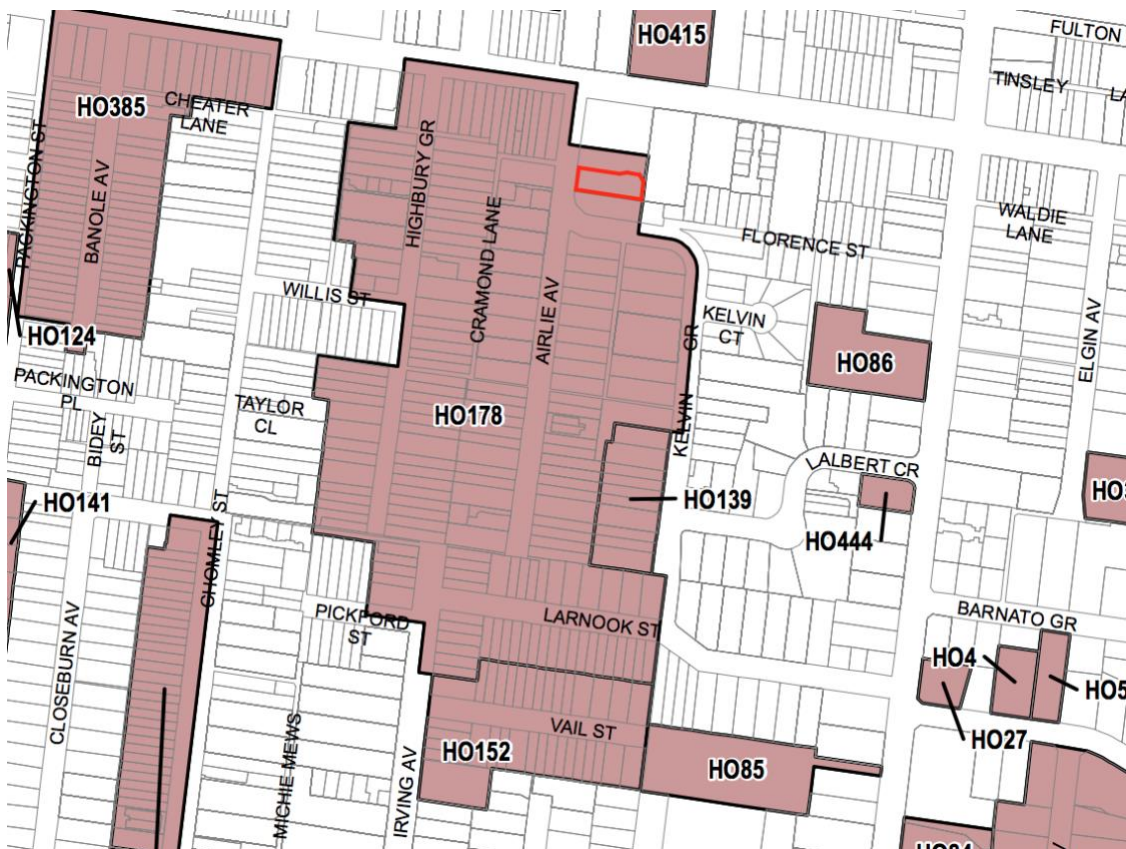 FULTON
HO415
TINSLEY
LA
HO385
CHEATER
LANE
PACKINGTON ST
BANOLE AV
HIGHBURY GR
CRAMOND LANE
WALDIE
LANE
FLORENCE ST
WILLIS ST
AIRLIE AV
KELVIN
CT
HO124
KELVIN GR
HO86
ELGIN AV
PACKINGTON
PL
BIDEY
ST
TAYLOR
CL
HO178
LALBERT CR
HO141
HO139
HO444
CHOMLEY ST
PICKFORD
ST
LARNOOK ST
BARNATO GR
CLOSEBURN AV
HO4
HO5
MICHIE MEWS
IRVING AV
VAIL ST
HO152
HO27
HO85